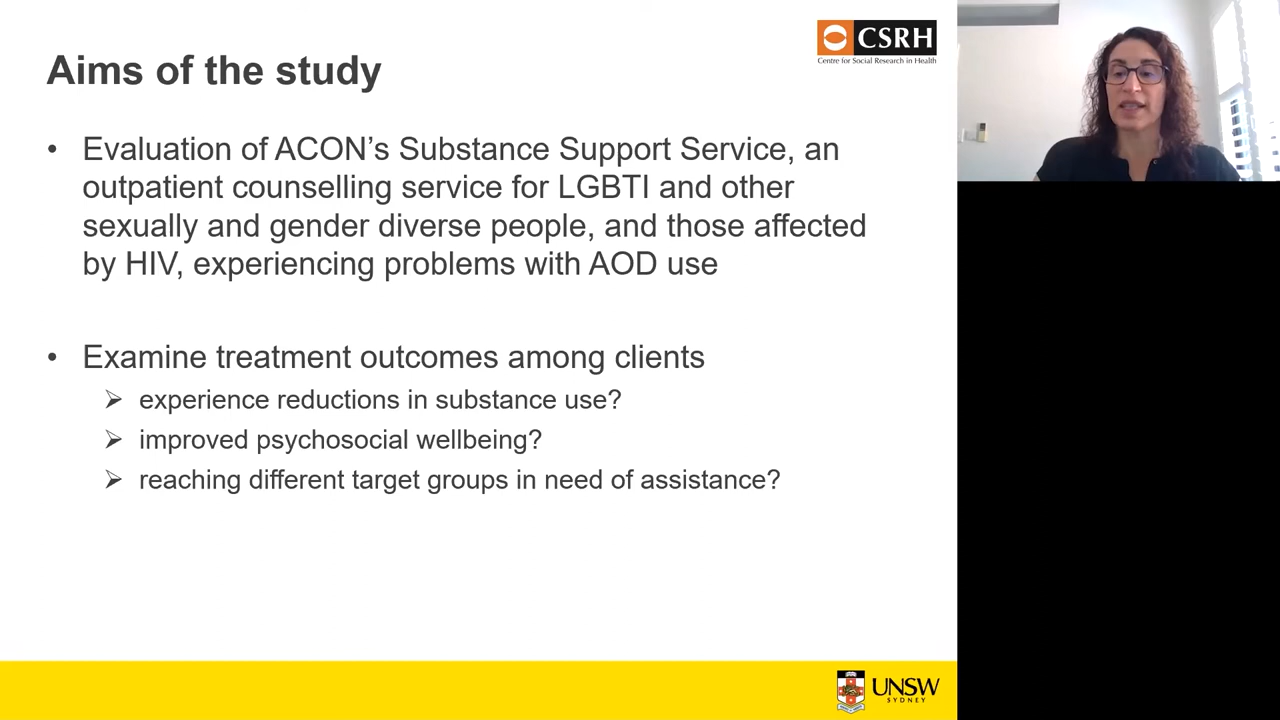 CSRH
Centre for Social Research in Health
Aims of the study
• Evaluation of ACON’s Substance Support Service, an
outpatient counselling service for LGBTI and other
sexually and gender diverse people, and those affected
by HIV, experiencing problems with AOD use
• Examine treatment outcomes among clients
➢ experience reductions in substance use?
➢ improved psychosocial wellbeing?
➢ reaching different target groups in need of assistance?
UNSW
SYDNEY